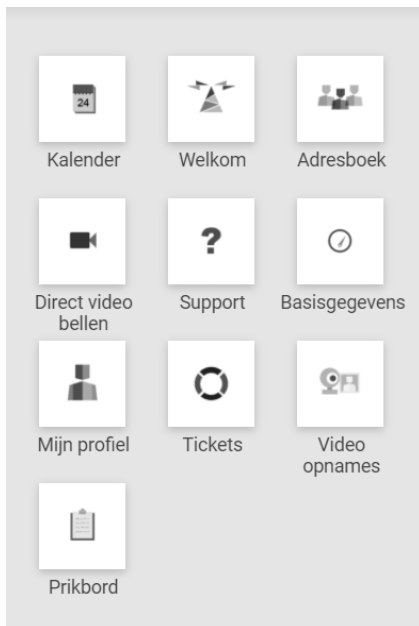 24
Kalender
Welkom
Adresboek
?
Direct video
bellen
Support
Basisgegevens
Mijn profiel
Tickets
Video
opnames
Prikbord